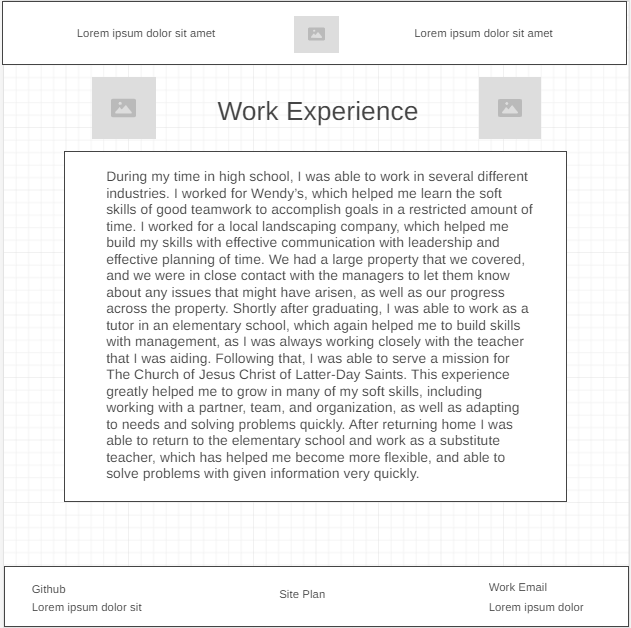 Lorem ipsum dolor sit amet
Lorem ipsum dolor sit amet
Work Experience
During my time in high school, I was able to work in several different
industries. I worked for Wendy’s, which helped me learn the soft
skills of good teamwork to accomplish goals in a restricted amount of
time. I worked for a local landscaping company, which helped me
build my skills with effective communication with leadership and
effective planning of time. We had a large property that we covered,
and we were in close contact with the managers to let them know
about any issues that might have arisen, as well as our progress
across the property. Shortly after graduating, I was able to work as a
tutor in an elementary school, which again helped me to build skills
with management, as I was always working closely with the teacher
that I was aiding. Following that, I was able to serve a mission for
The Church of Jesus Christ of Latter-Day Saints. This experience
greatly helped me to grow in many of my soft skills, including
working with a partner, team, and organization, as well as adapting
to needs and solving problems quickly. After returning home I was
able to return to the elementary school and work as a substitute
teacher, which has helped me become more flexible, and able to
solve problems with given information very quickly.
Github
Lorem ipsum dolor sit
Site Plan
Work Email
Lorem ipsum dolor